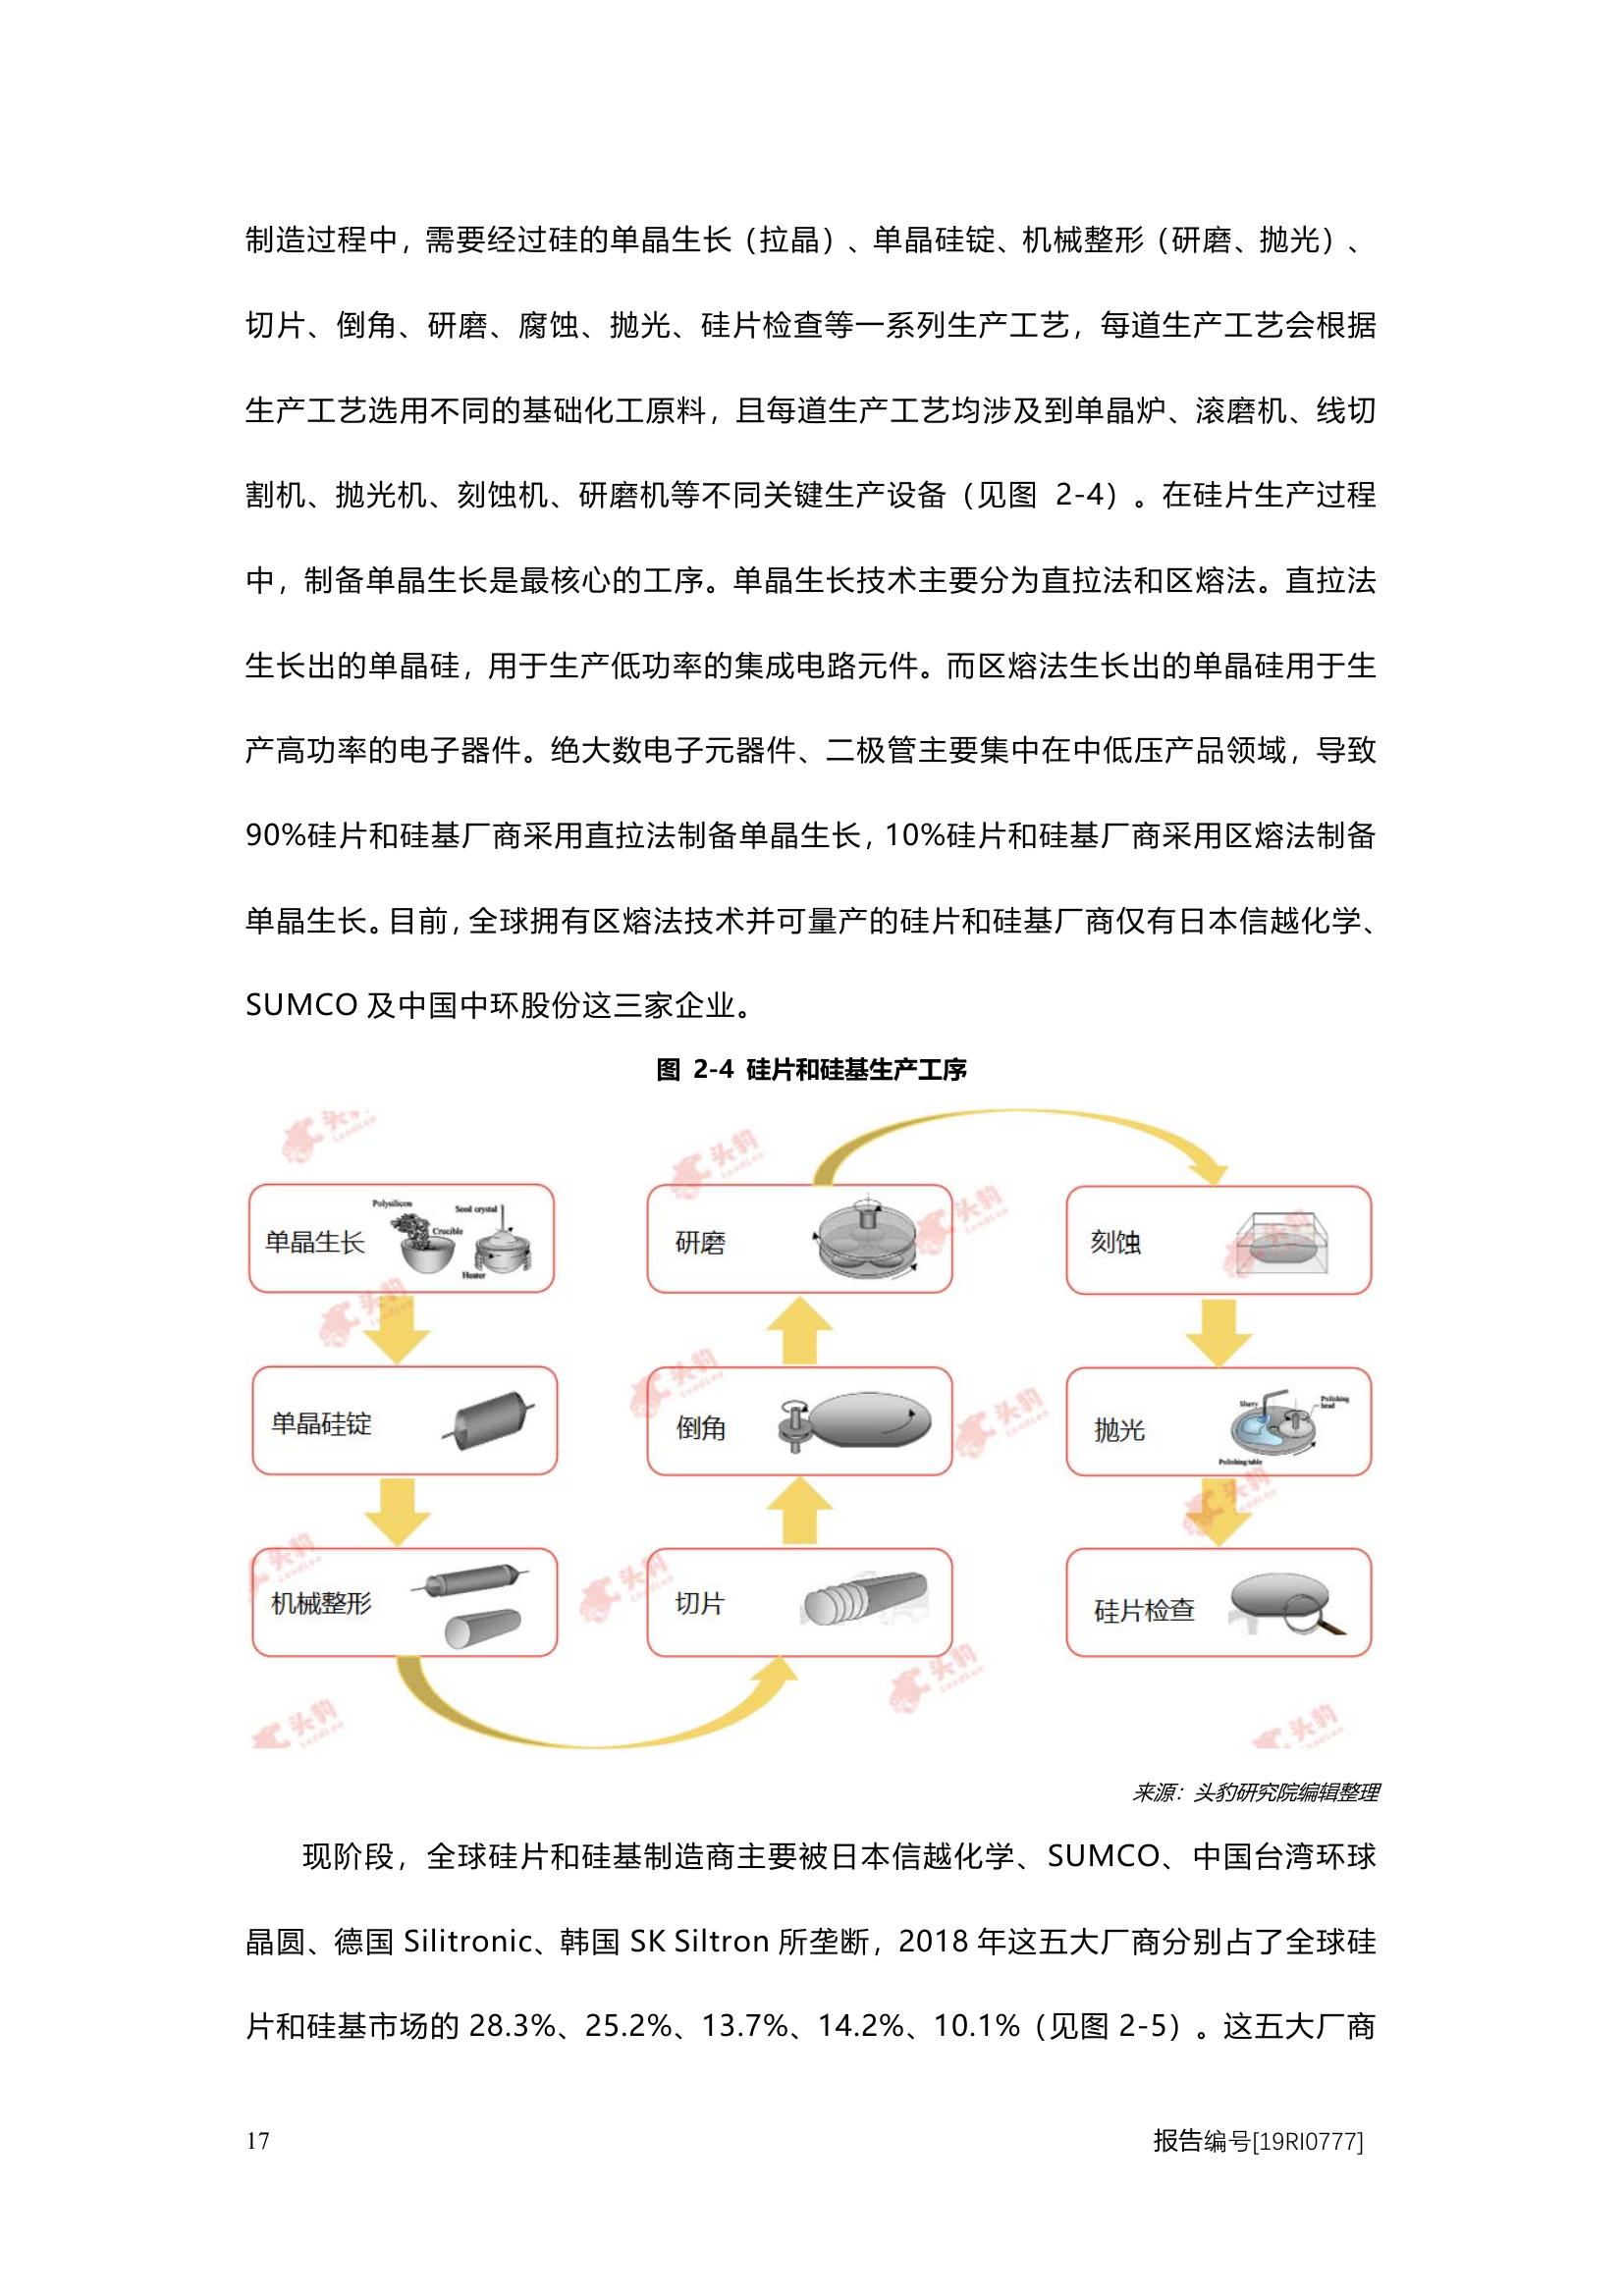 制造过程中，需要经过硅的单晶生长（拉晶）、单晶硅锭、机械整形（研磨、抛光）、
切片、倒角、研磨、腐蚀、抛光、硅片检查等一系列生产工艺，每道生产工艺会根据
生产工艺选用不同的基础化工原料，且每道生产工艺均涉及到单晶炉、滚磨机、线切
割机、抛光机、刻蚀机、研磨机等不同关键生产设备（见图 2-4）。在硅片生产过程
中，制备单晶生长是最核心的工序。单晶生长技术主要分为直拉法和区熔法。直拉法
生长出的单晶硅，用于生产低功率的集成电路元件。而区熔法生长出的单晶硅用于生
产高功率的电子器件。绝大数电子元器件、二极管主要集中在中低压产品领域，导致
90%硅片和硅基厂商采用直拉法制备单晶生长，10%硅片和硅基厂商采用区熔法制备
单晶生长。目前，全球拥有区熔法技术并可量产的硅片和硅基厂商仅有日本信越化学、
SUMCO 及中国中环股份这三家企业。
图 2-4 硅片和硅基生产工序
单晶生长
Polysilicon
Seed crystal
Crucible
Heater
研磨
刻蚀
单晶硅锭
倒角
抛光
Slurry
Polishing head
Polishing table
机械整形
切片
硅片检查
头豹
LeadLeo
来源：头豹研究院编辑整理
现阶段，全球硅片和硅基制造商主要被日本信越化学、SUMCO、中国台湾环球
晶圆、德国 Silitronic、韩国 SK Siltron 所垄断，2018 年这五大厂商分别占了全球硅
片和硅基市场的 28.3%、25.2%、13.7%、14.2%、10.1%（见图 2-5）。这五大厂商
17
报告编号[19RI0777]